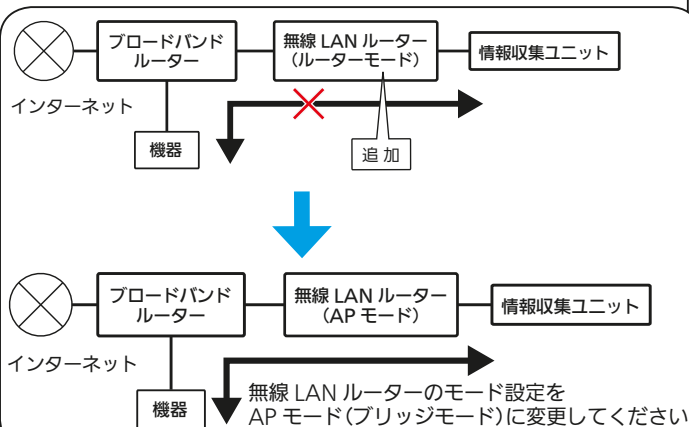 ブロードバンド
ルーター
無線 LAN ルーター
（ルーターモード）
情報収集ユニット
インターネット
機器
追 加
ブロードバンド
ルーター
無線 LAN ルーター
（AP モード）
情報収集ユニット
インターネット
機器
無線 LAN ルーターのモード設定を
AP モード（ブリッジモード）に変更してください